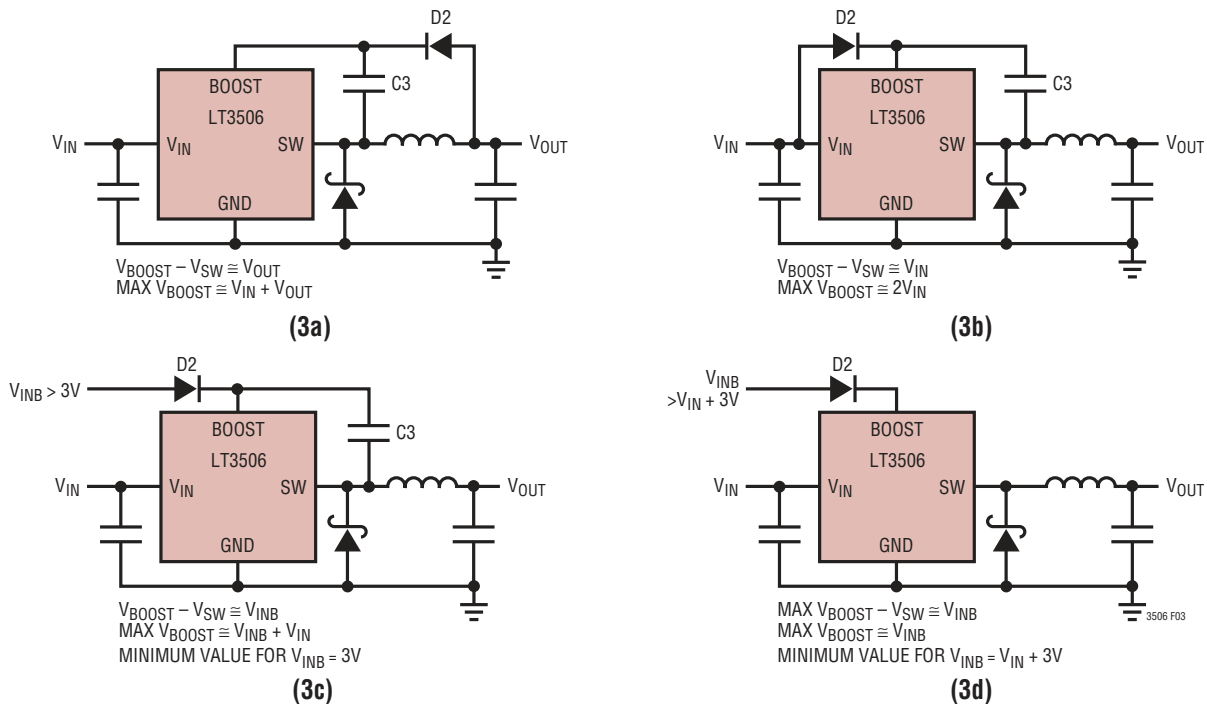 D2
BOOST
C3
LT3506
V_IN
V_IN
SW
V_OUT
GND
V_BOOST – V_SW ≅ V_OUT
MAX V_BOOST ≅ V_IN + V_OUT
(3a)
D2
BOOST
C3
LT3506
V_IN
V_IN
SW
V_OUT
GND
V_BOOST – V_SW ≅ V_IN
MAX V_BOOST ≅ 2V_IN
(3b)
D2
V_INB > 3V
BOOST
C3
LT3506
V_IN
V_IN
SW
V_OUT
GND
V_BOOST – V_SW ≅ V_INB
MAX V_BOOST ≅ V_INB + V_IN
MINIMUM VALUE FOR V_INB = 3V
(3c)
D2
V_INB
>V_IN + 3V
BOOST
LT3506
V_IN
V_IN
SW
V_OUT
GND
MAX V_BOOST – V_SW ≅ V_INB
MAX V_BOOST ≅ V_INB
MINIMUM VALUE FOR V_INB = V_IN + 3V
3506 F03
(3d)